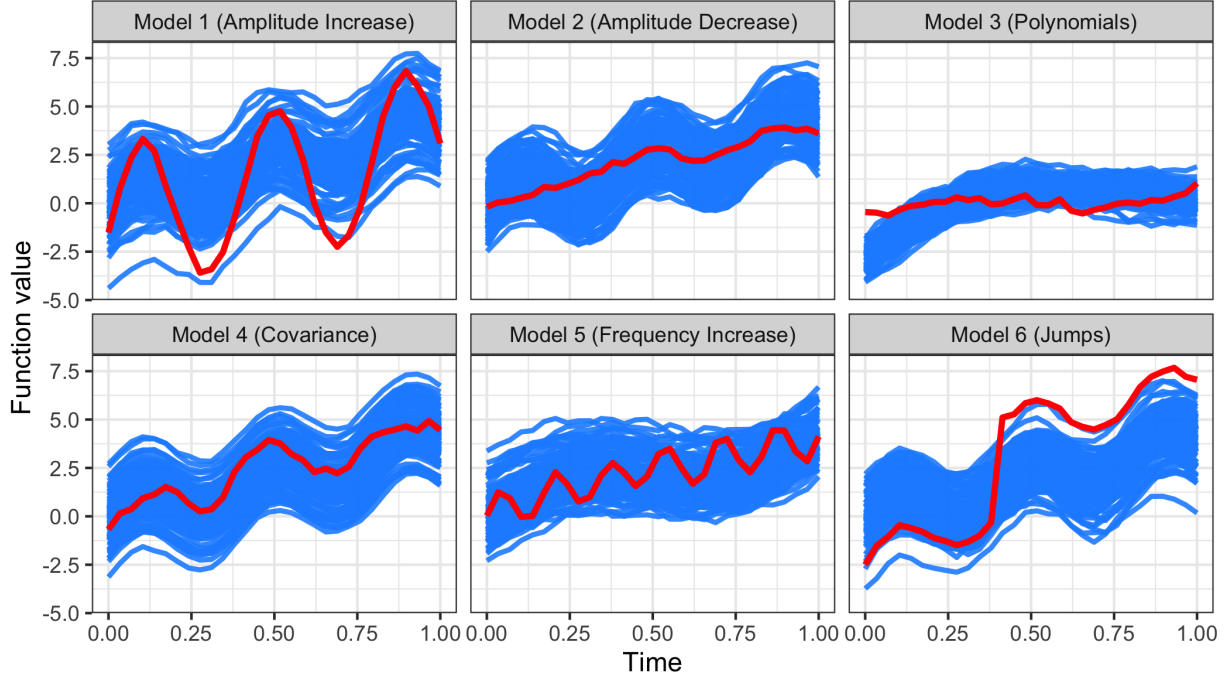 Model 1 (Amplitude Increase) Model 2 (Amplitude Decrease) Model 3 (Polynomials)
7.5
5.0
2.5
0.0
-2.5
-5.0
Function value
Model 4 (Covariance) Model 5 (Frequency Increase) Model 6 (Jumps)
7.5
5.0
2.5
0.0
-2.5
-5.0
0.00 0.25 0.50 0.75 1.00 0.00 0.25 0.50 0.75 1.00 0.00 0.25 0.50 0.75 1.00
Time